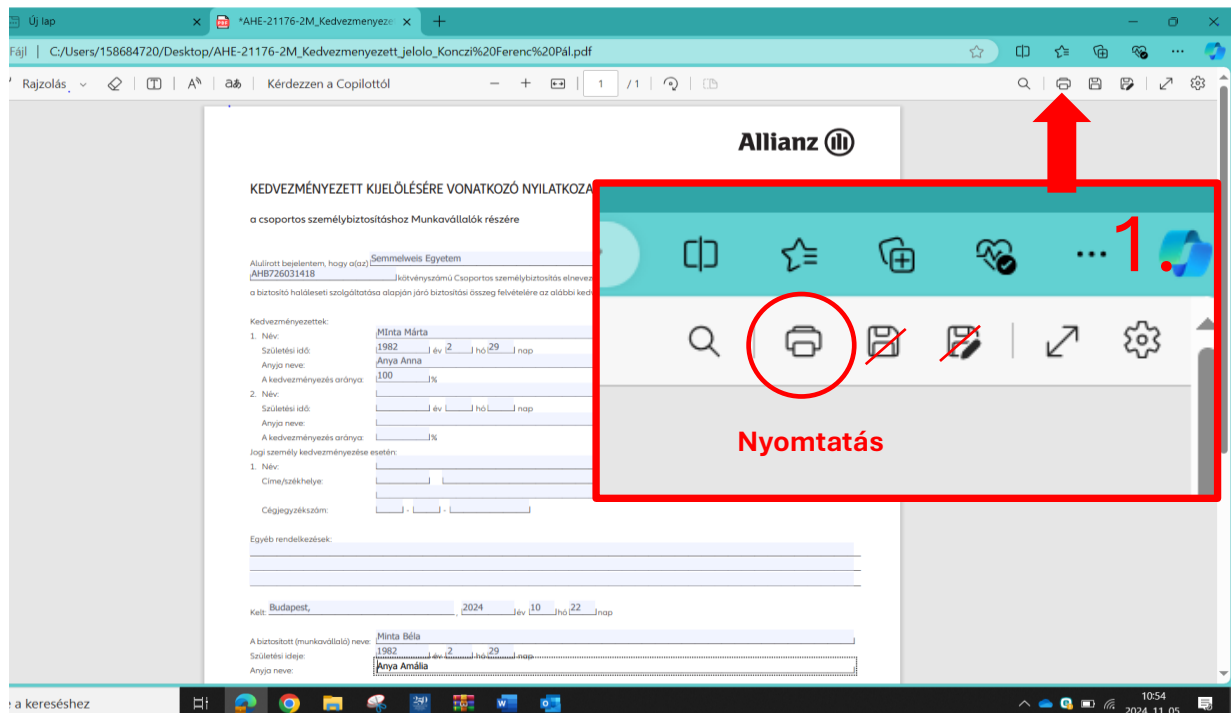 Új lap
*AHE-21176-2M_Kedvezmenyeze
Fájl | C:/Users/158684720/Desktop/AHE-21176-2M_Kedvezmenyezett_jelolo_Konczi%20Ferenc%20Pál.pdf
Rajzolás
aあ
Kérdezzen a Copilottól
1 / 1
Allianz
KEDVEZMÉNYEZETT KIJELÖLÉSÉRE VONATKOZÓ NYILATKOZA
a csoportos személybiztosításhoz Munkavállalók részére
Alulírott bejelentem, hogy a(az) Semmelweis Egyetem
AHB726031418 kötvényszámú Csoportos személybiztosítás elnevez
a biztosító haláleseti szolgáltatása alapján járó biztosítási összeg felvételére az alábbi ked
Kedvezményezettek:
1. Név: MInta Márta
Születési idő: 1982 év 2 hó 29 nap
Anyja neve: Anya Anna
A kedvezményezés aránya: 100 %
2. Név:
Születési idő: év hó nap
Anyja neve:
A kedvezményezés aránya: %
Jogi személy kedvezményezése esetén:
1. Név:
Címe/székhelye:
Cégjegyzékszám: - -
Egyéb rendelkezések:
Kelt: Budapest, , 2024 év 10 hó 22 nap
A biztosított (munkavállaló) neve: Minta Béla
Születési ideje: 1982 év 2 hó 29 nap
Anyja neve: Anya Amália
1.
Nyomtatás
e a kereséshez
10:54
2024. 11. 05.